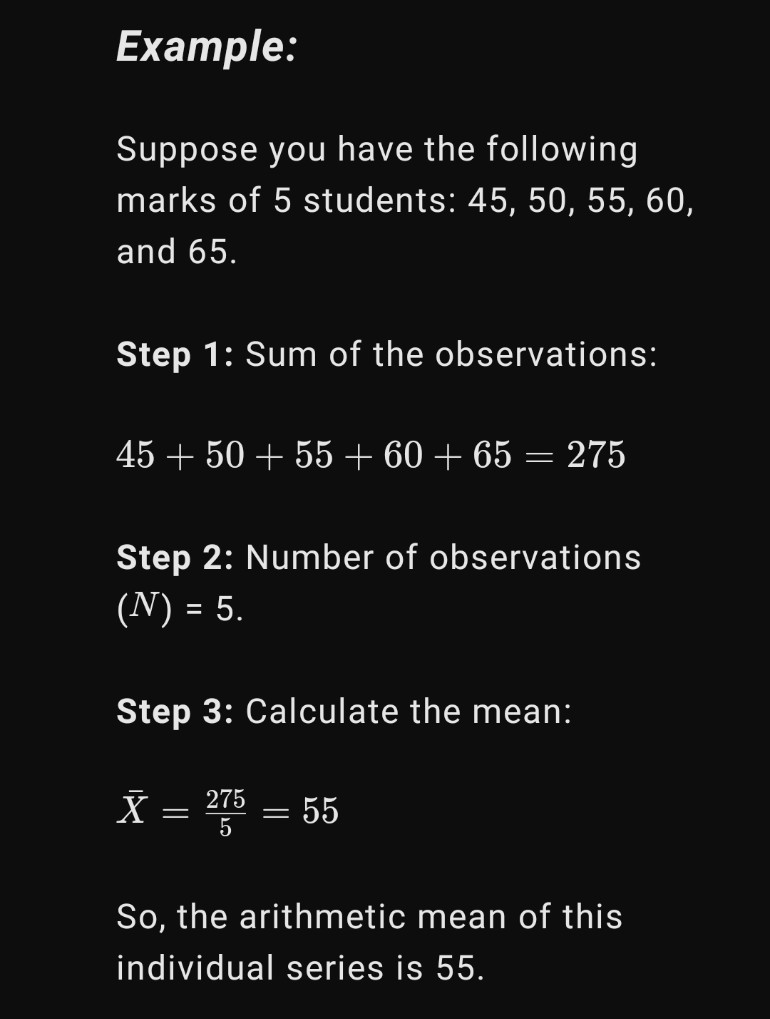 Example:
Suppose you have the following
marks of 5 students: 45, 50, 55, 60,
and 65.
Step 1: Sum of the observations:
45 + 50 + 55 + 60 + 65 = 275
Step 2: Number of observations
(N) = 5.
Step 3: Calculate the mean:
X̄ = 275/5 = 55
So, the arithmetic mean of this
individual series is 55.